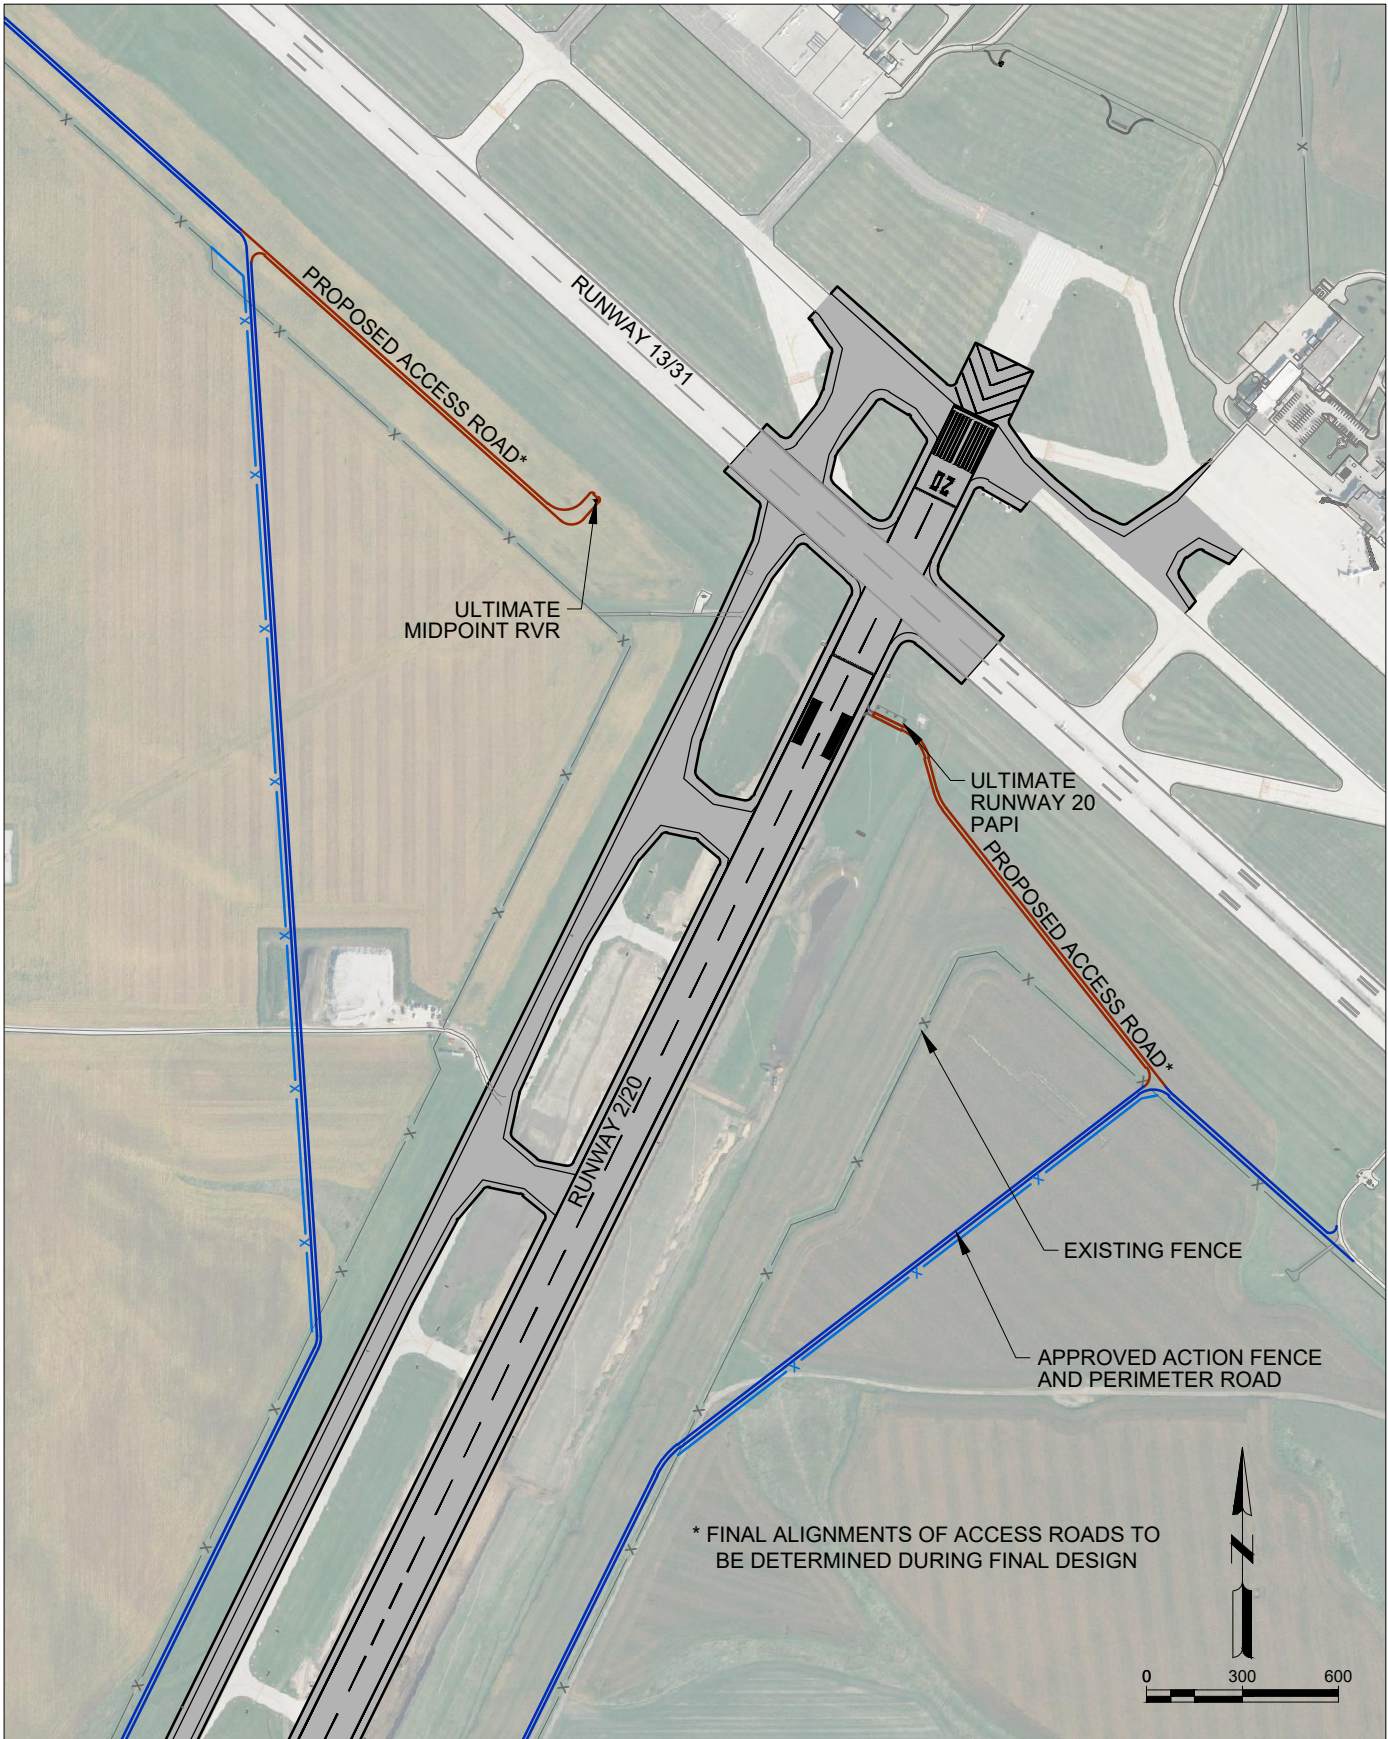 RUNWAY 13/31
PROPOSED ACCESS ROAD*
20
ULTIMATE
MIDPOINT RVR
ULTIMATE
RUNWAY 20
PAPI
PROPOSED ACCESS ROAD*
RUNWAY 2/20
EXISTING FENCE
APPROVED ACTION FENCE
AND PERIMETER ROAD
* FINAL ALIGNMENTS OF ACCESS ROADS TO
BE DETERMINED DURING FINAL DESIGN
N
0 300 600